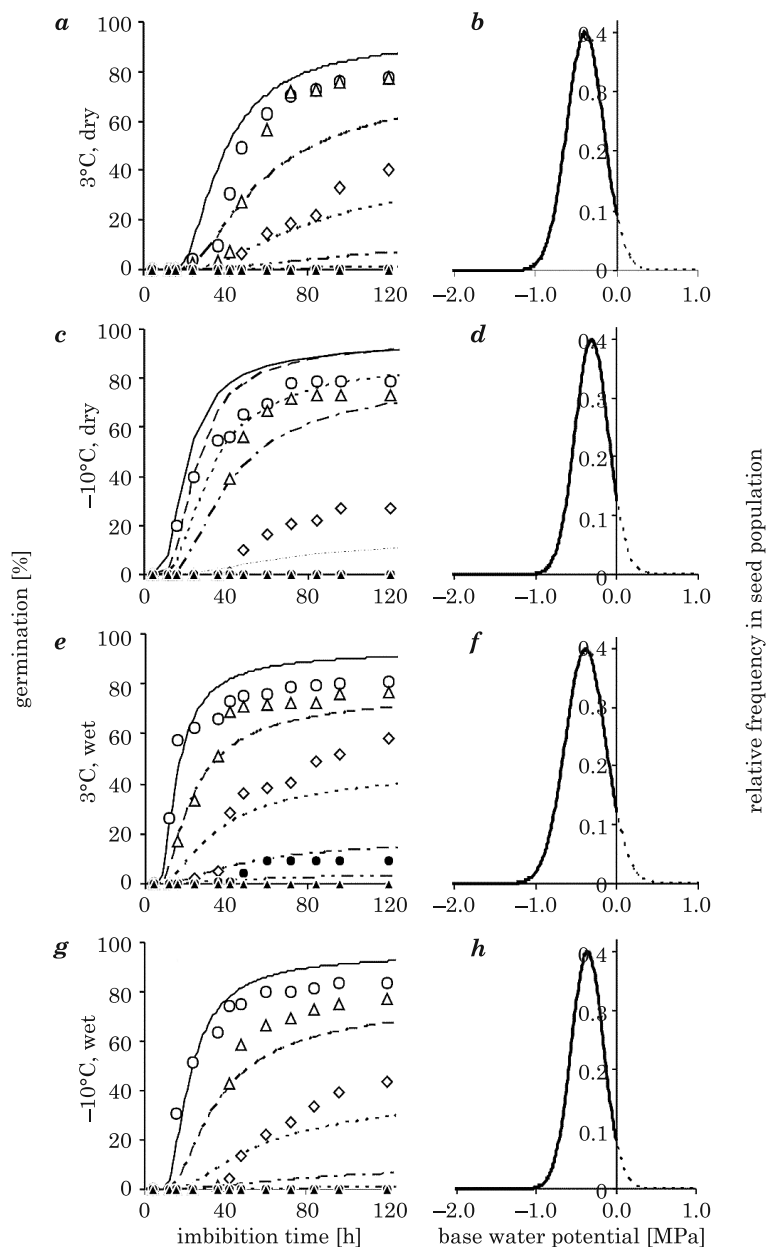 a
100
80
60
40
20
0
0 40 80 120
3°C, dry
b
0.4
0.3
0.2
0.1
0
−2.0 −1.0 0.0 1.0
c
100
80
60
40
20
0
0 40 80 120
−10°C, dry
d
0.4
0.3
0.2
0.1
0
−2.0 −1.0 0.0 1.0
germination [%]
relative frequency in seed population
e
100
80
60
40
20
0
0 40 80 120
3°C, wet
f
0.4
0.3
0.2
0.1
0
−2.0 −1.0 0.0 1.0
g
100
80
60
40
20
0
0 40 80 120
−10°C, wet
imbibition time [h]
h
0.4
0.3
0.2
0.1
0
−2.0 −1.0 0.0 1.0
base water potential [MPa]